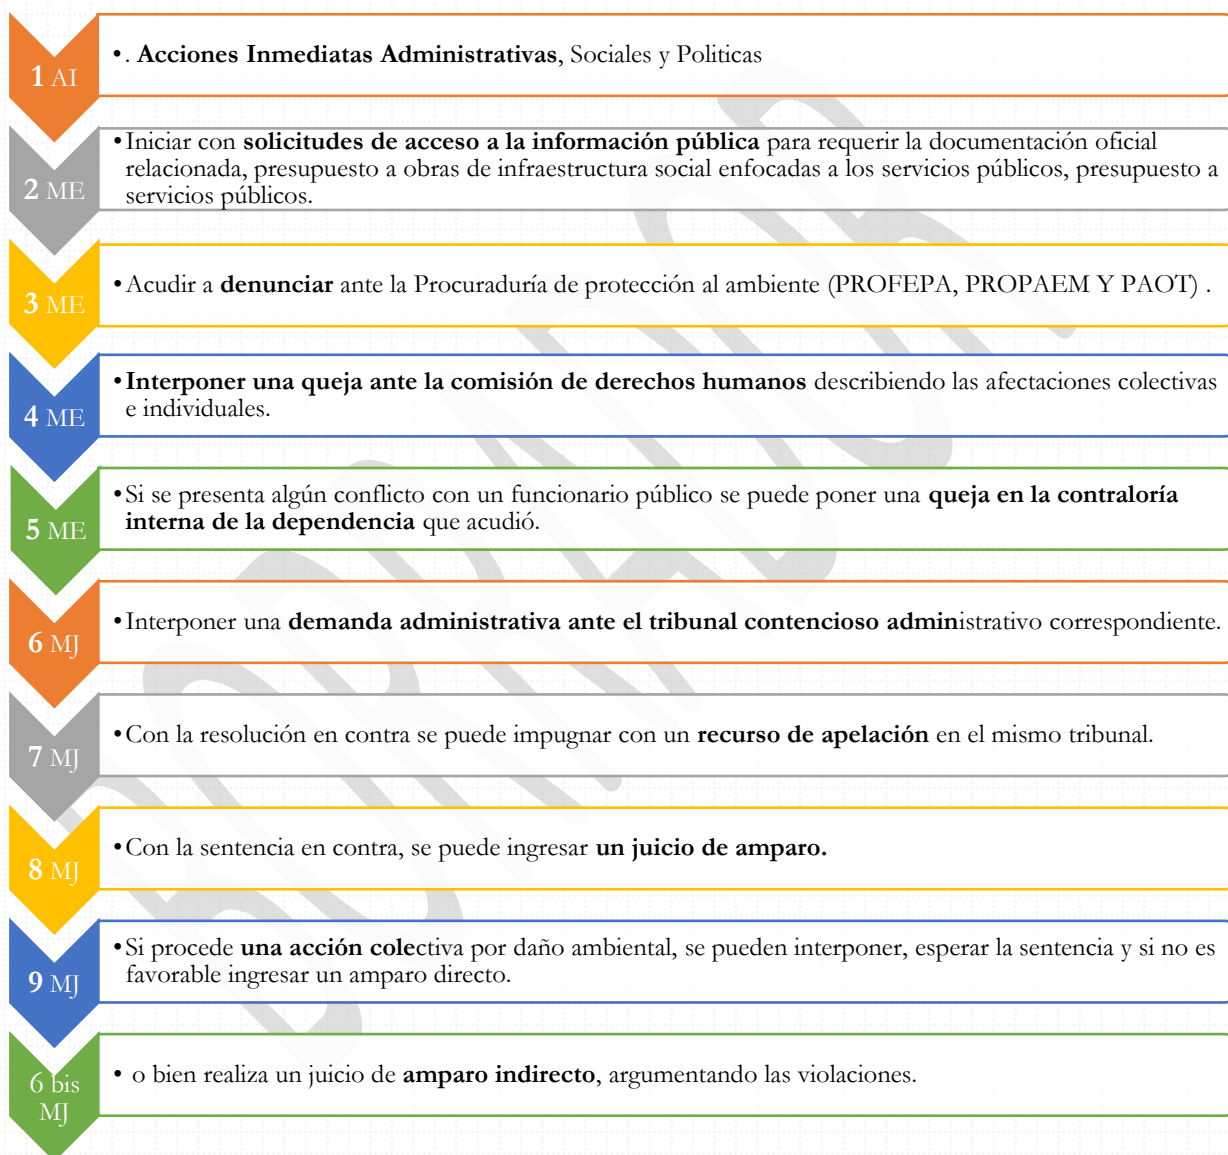 1 AI
• . Acciones Inmediatas Administrativas, Sociales y Politicas
2 ME
• Iniciar con solicitudes de acceso a la información pública para requerir la documentación oficial
relacionada, presupuesto a obras de infraestructura social enfocadas a los servicios públicos, presupuesto a
servicios públicos.
3 ME
• Acudir a denunciar ante la Procuraduría de protección al ambiente (PROFEPA, PROPAEM Y PAOT) .
4 ME
• Interponer una queja ante la comisión de derechos humanos describiendo las afectaciones colectivas
e individuales.
5 ME
• Si se presenta algún conflicto con un funcionario público se puede poner una queja en la contraloría
interna de la dependencia que acudió.
6 MJ
• Interponer una demanda administrativa ante el tribunal contencioso administrativo correspondiente.
7 MJ
• Con la resolución en contra se puede impugnar con un recurso de apelación en el mismo tribunal.
8 MJ
• Con la sentencia en contra, se puede ingresar un juicio de amparo.
9 MJ
• Si procede una acción colectiva por daño ambiental, se pueden interponer, esperar la sentencia y si no es
favorable ingresar un amparo directo.
6 bis
MJ
• o bien realiza un juicio de amparo indirecto, argumentando las violaciones.
BORRADOR